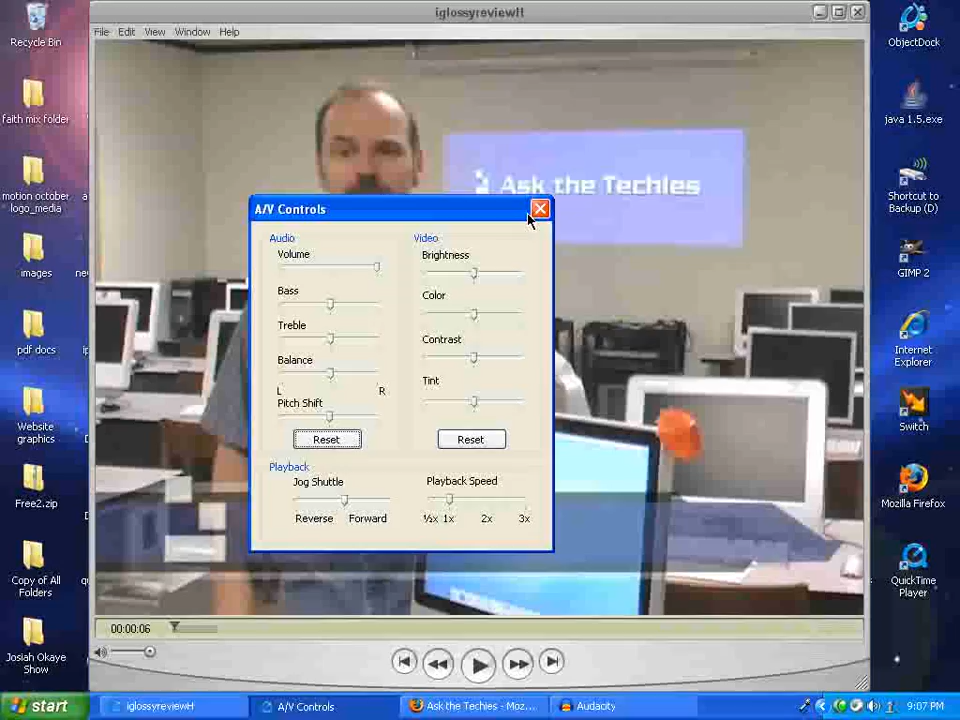 iglossyreviewH
File Edit View Window Help
Recycle Bin
faith mix folder
motion october
logo_media
images
pdf docs
Website
graphics
Free2.zip
Copy of All
Folders
Josiah Okaye
Show
Ask the Techies
A/V Controls
Audio
Volume
Bass
Treble
Balance
L R
Pitch Shift
Reset
Video
Brightness
Color
Contrast
Tint
Reset
Playback
Jog Shuttle
Reverse Forward
Playback Speed
½x 1x 2x 3x
00:00:06
ObjectDock
java 1.5.exe
Shortcut to
Backup (D)
GIMP 2
Internet
Explorer
Switch
Mozilla Firefox
QuickTime
Player
start
iglossyreviewH
A/V Controls
Ask the Techies - Moz...
Audacity
9:07 PM